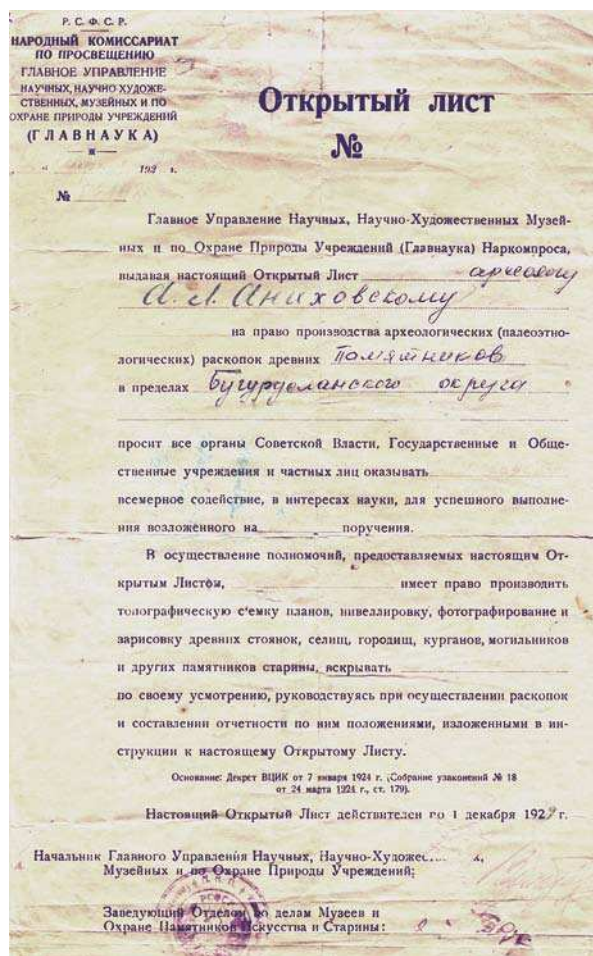 Р. С. Ф. С. Р.
НАРОДНЫЙ КОМИССАРИАТ
ПО ПРОСВЕЩЕНИЮ
ГЛАВНОЕ УПРАВЛЕНИЕ
НАУЧНЫХ, НАУЧНО-ХУДОЖЕ-
СТВЕННЫХ, МУЗЕЙНЫХ И ПО
ОХРАНЕ ПРИРОДЫ УЧРЕЖДЕНИЙ
(ГЛАВНАУКА)
192 г.
№
Открытый лист
№
Главное Управление Научных, Научно-Художественных Музей-
ных и по Охране Природы Учреждений (Главнаука) Наркомпроса,
выдавая настоящий Открытый Лист археологу
А. Л. Аниховскому
на право производства археологических (палеоэтно-
логических) раскопок древних Памятников
в пределах Бугурусланского округа
просит все органы Советской Власти, Государственные и Обще-
ственные учреждения и частных лиц оказывать
всемерное содействие, в интересах науки, для успешного выполне-
ния возложенного на поручения.
В осуществление полномочий, предоставляемых настоящим От-
крытым Листом, имеет право производить
топографическую с'емку планов, нивеллировку, фотографирование и
зарисовку древних стоянок, селищ, городищ, курганов, могильников
и других памятников старины, вскрывать
по своему усмотрению, руководствуясь при осуществлении раскопок
и составлении отчетности по ним положениями, изложенными в ин-
струкции к настоящему Открытому Листу.
Основание: Декрет ВЦИК от 7 января 1924 г. (Собрание узаконений № 18
от 24 марта 1924 г., ст. 179).
Настоящий Открытый Лист действителен по 1 декабря 1929 г.
Начальник Главного Управления Научных, Научно-Художес
Музейных и по Охране Природы Учреждений:
Заведующий Отделом по делам Музеев и
Охране Памятников Искусства и Старины: